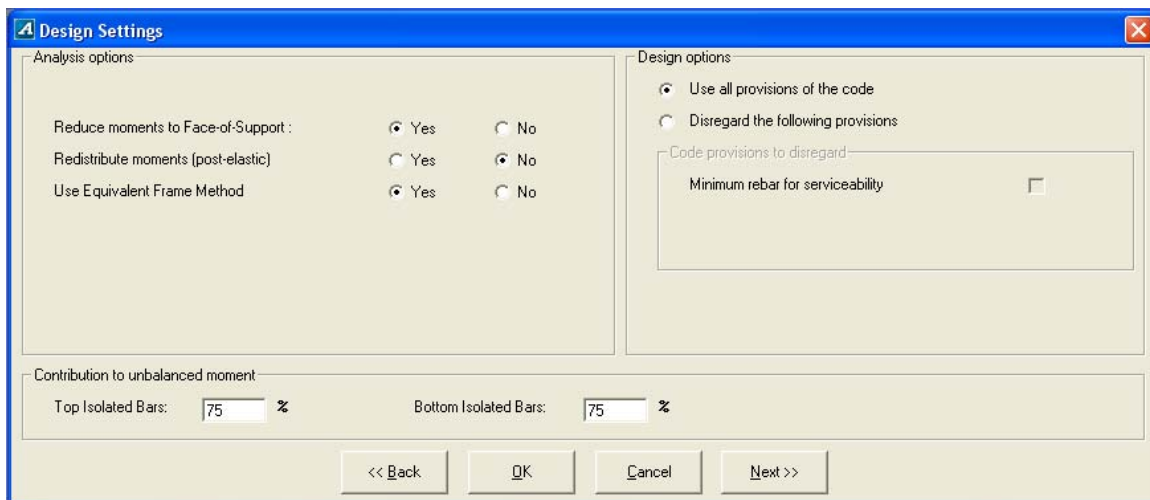 Design Settings
Analysis options
Reduce moments to Face-of-Support :
Yes
No
Redistribute moments (post-elastic)
Yes
No
Use Equivalent Frame Method
Yes
No
Design options
Use all provisions of the code
Disregard the following provisions
Code provisions to disregard
Minimum rebar for serviceability
Contribution to unbalanced moment
Top Isolated Bars: 75 %
Bottom Isolated Bars: 75 %
<< Back
OK
Cancel
Next >>